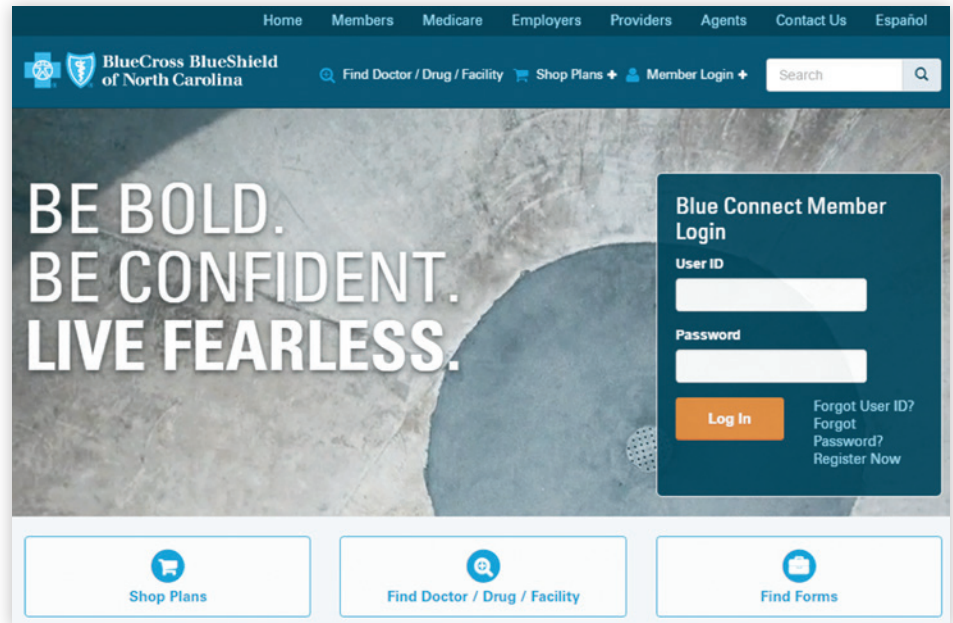 Home Members Medicare Employers Providers Agents Contact Us Español
BlueCross BlueShield
of North Carolina
Find Doctor / Drug / Facility Shop Plans + Member Login + Search
BE BOLD.
BE CONFIDENT.
LIVE FEARLESS.
Blue Connect Member
Login
User ID
Password
Log In
Forgot User ID?
Forgot
Password?
Register Now
Shop Plans
Find Doctor / Drug / Facility
Find Forms